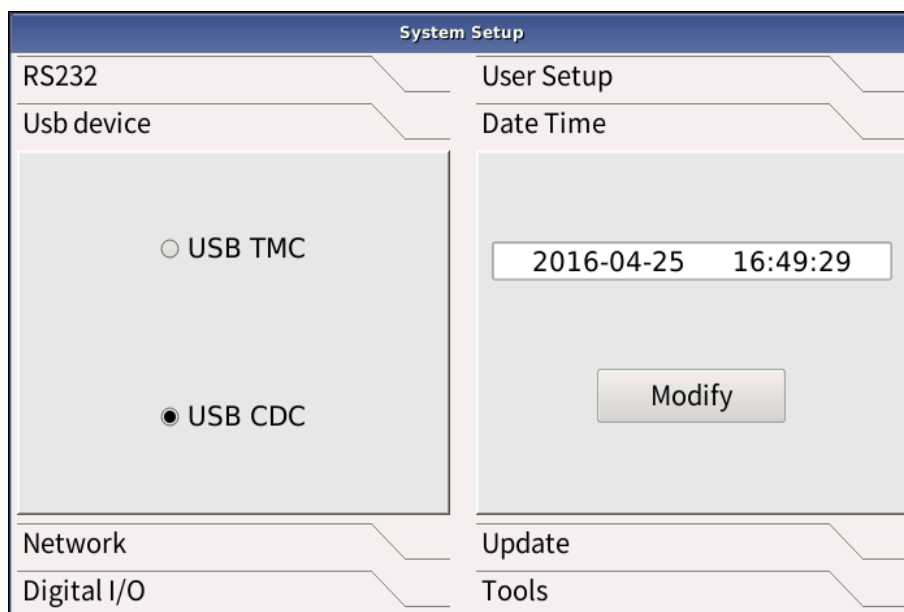 System Setup
RS232
Usb device
USB TMC
USB CDC
Network
Digital I/O
User Setup
Date Time
2016-04-25 16:49:29
Modify
Update
Tools